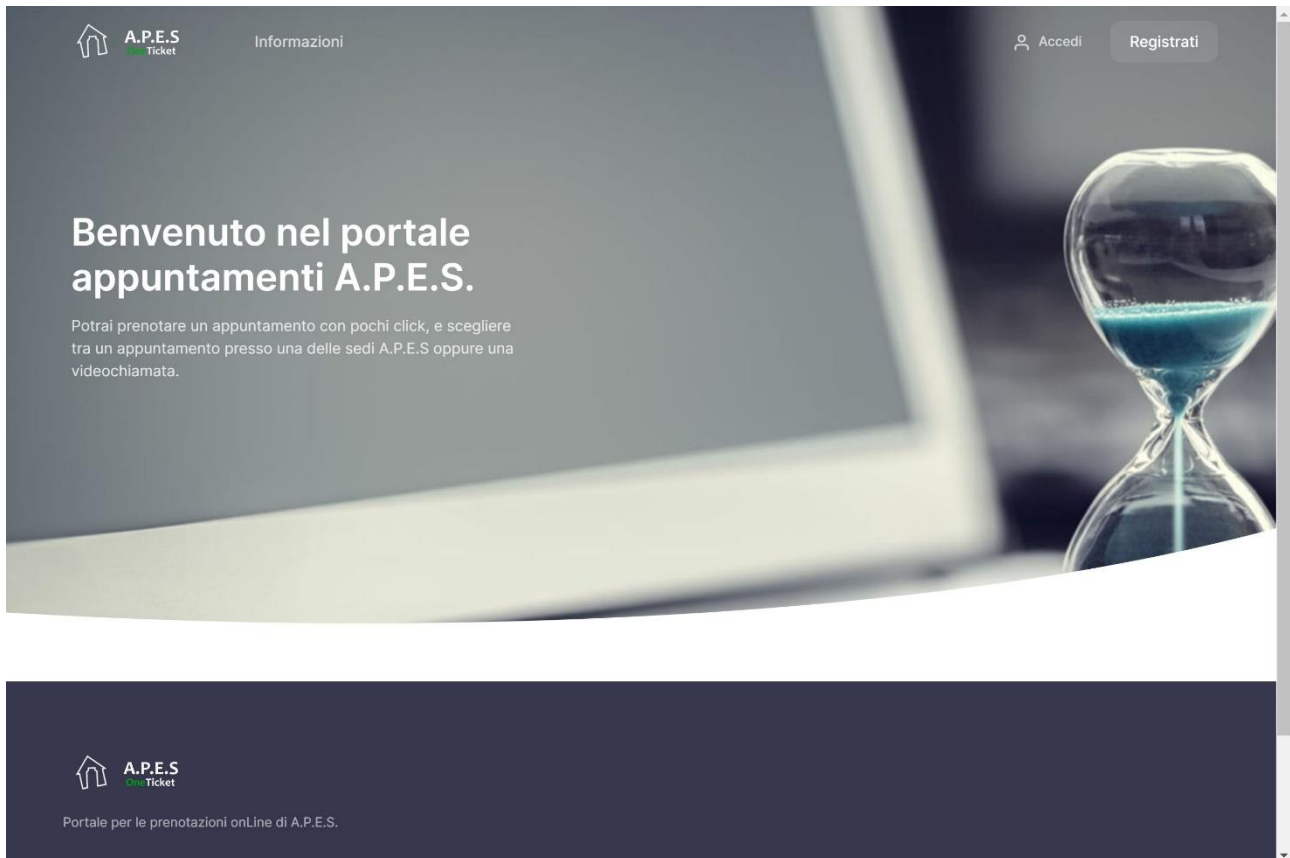 A.P.E.S
OneTicket
Informazioni
Accedi
Registrati
Benvenuto nel portale
appuntamenti A.P.E.S.
Potrai prenotare un appuntamento con pochi click, e scegliere
tra un appuntamento presso una delle sedi A.P.E.S oppure una
videochiamata.
A.P.E.S
OneTicket
Portale per le prenotazioni onLine di A.P.E.S.